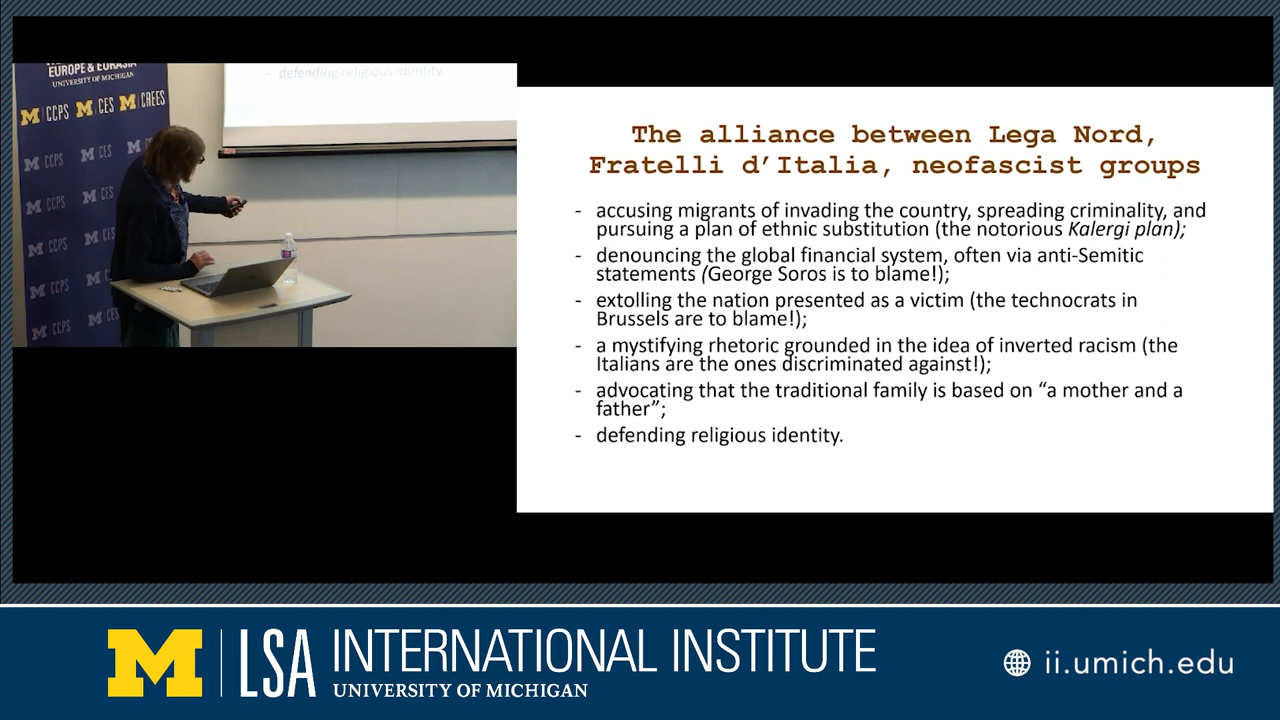 EUROPE & EURASIA
UNIVERSITY OF MICHIGAN
M CCPS M CES M CREES
M CCPS M CES M
M CCPS M CES
M CCPS M CES
M CCPS M CES
M CCPS M CES
defending religious identity.
The alliance between Lega Nord,
Fratelli d’Italia, neofascist groups
- accusing migrants of invading the country, spreading criminality, and
pursuing a plan of ethnic substitution (the notorious Kalergi plan);
- denouncing the global financial system, often via anti-Semitic
statements (George Soros is to blame!);
- extolling the nation presented as a victim (the technocrats in
Brussels are to blame!);
- a mystifying rhetoric grounded in the idea of inverted racism (the
Italians are the ones discriminated against!);
- advocating that the traditional family is based on “a mother and a
father”;
- defending religious identity.
M LSA INTERNATIONAL INSTITUTE
UNIVERSITY OF MICHIGAN
ii.umich.edu